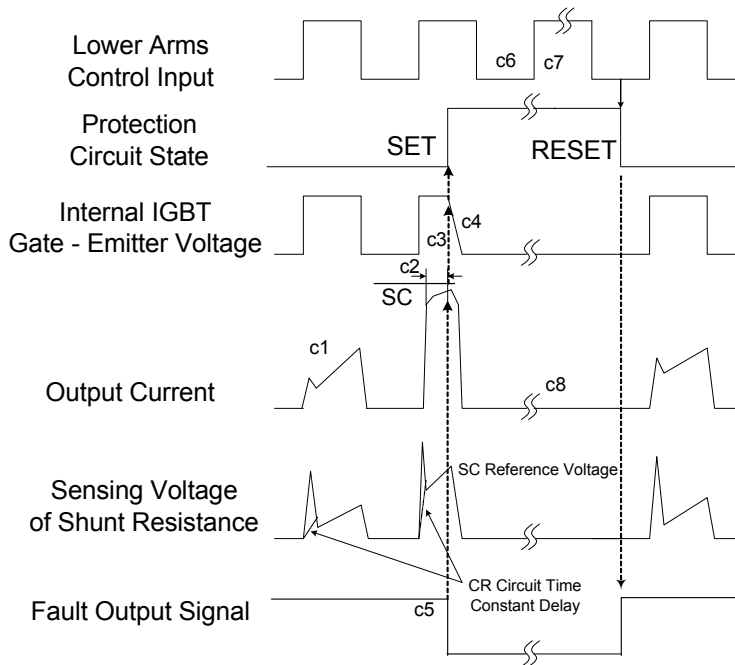 Lower Arms
Control Input
c6
c7
Protection
Circuit State
SET
RESET
Internal IGBT
Gate - Emitter Voltage
c4
c3
c2
SC
c1
Output Current
c8
SC Reference Voltage
Sensing Voltage
of Shunt Resistance
CR Circuit Time
Constant Delay
Fault Output Signal
c5